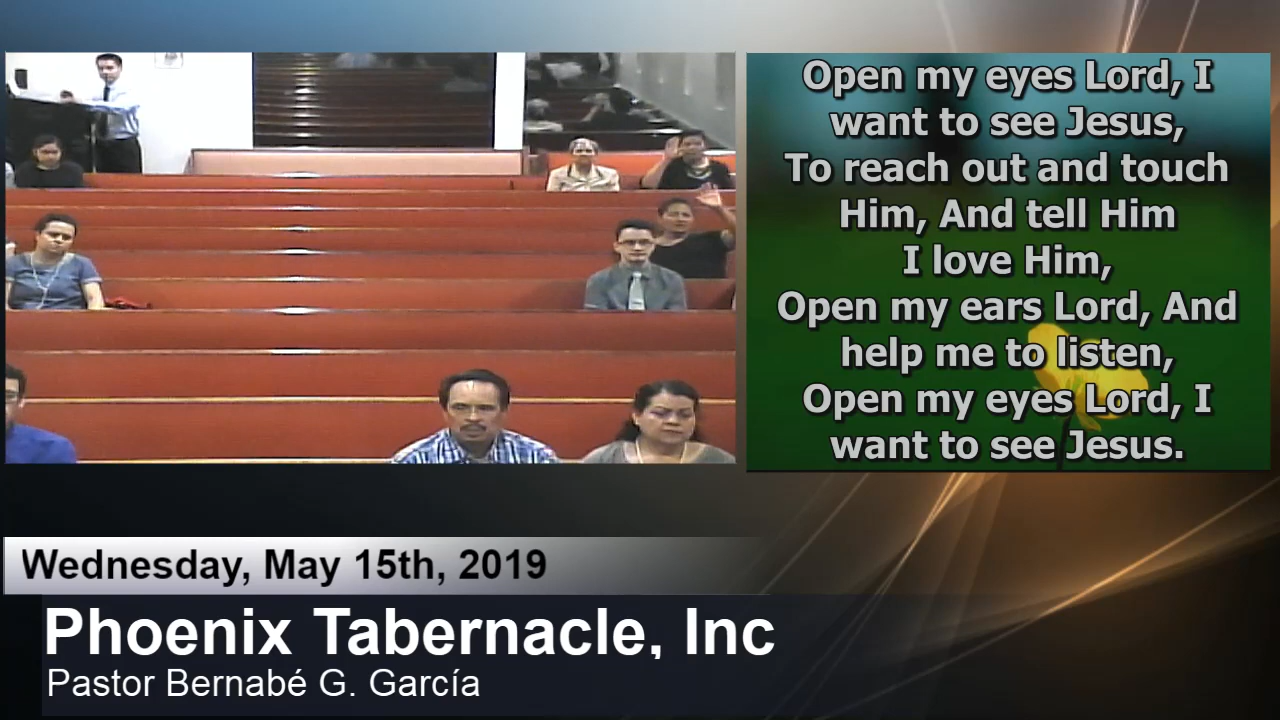 Open my eyes Lord, I
want to see Jesus,
To reach out and touch
Him, And tell Him
I love Him,
Open my ears Lord, And
help me to listen,
Open my eyes Lord, I
want to see Jesus.
Wednesday, May 15th, 2019
Phoenix Tabernacle, Inc
Pastor Bernabé G. García